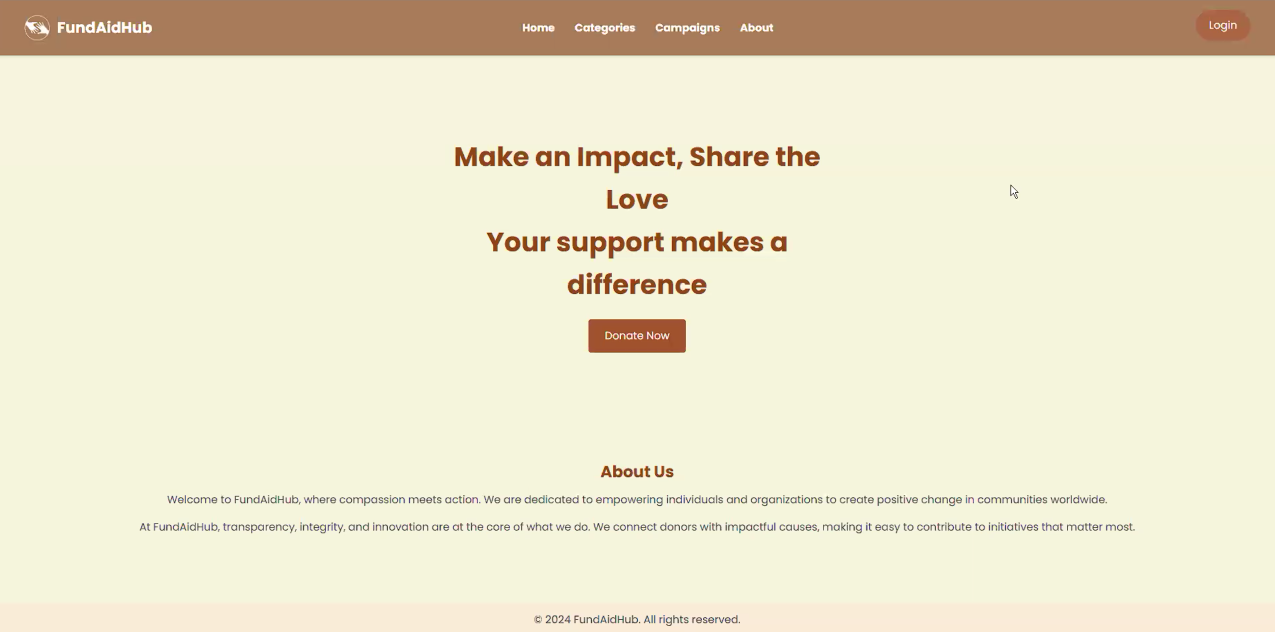 FundAidHub
Home Categories Campaigns About
Login
Make an Impact, Share the
Love
Your support makes a
difference
Donate Now
About Us
Welcome to FundAidHub, where compassion meets action. We are dedicated to empowering individuals and organizations to create positive change in communities worldwide.
At FundAidHub, transparency, integrity, and innovation are at the core of what we do. We connect donors with impactful causes, making it easy to contribute to initiatives that matter most.
© 2024 FundAidHub. All rights reserved.